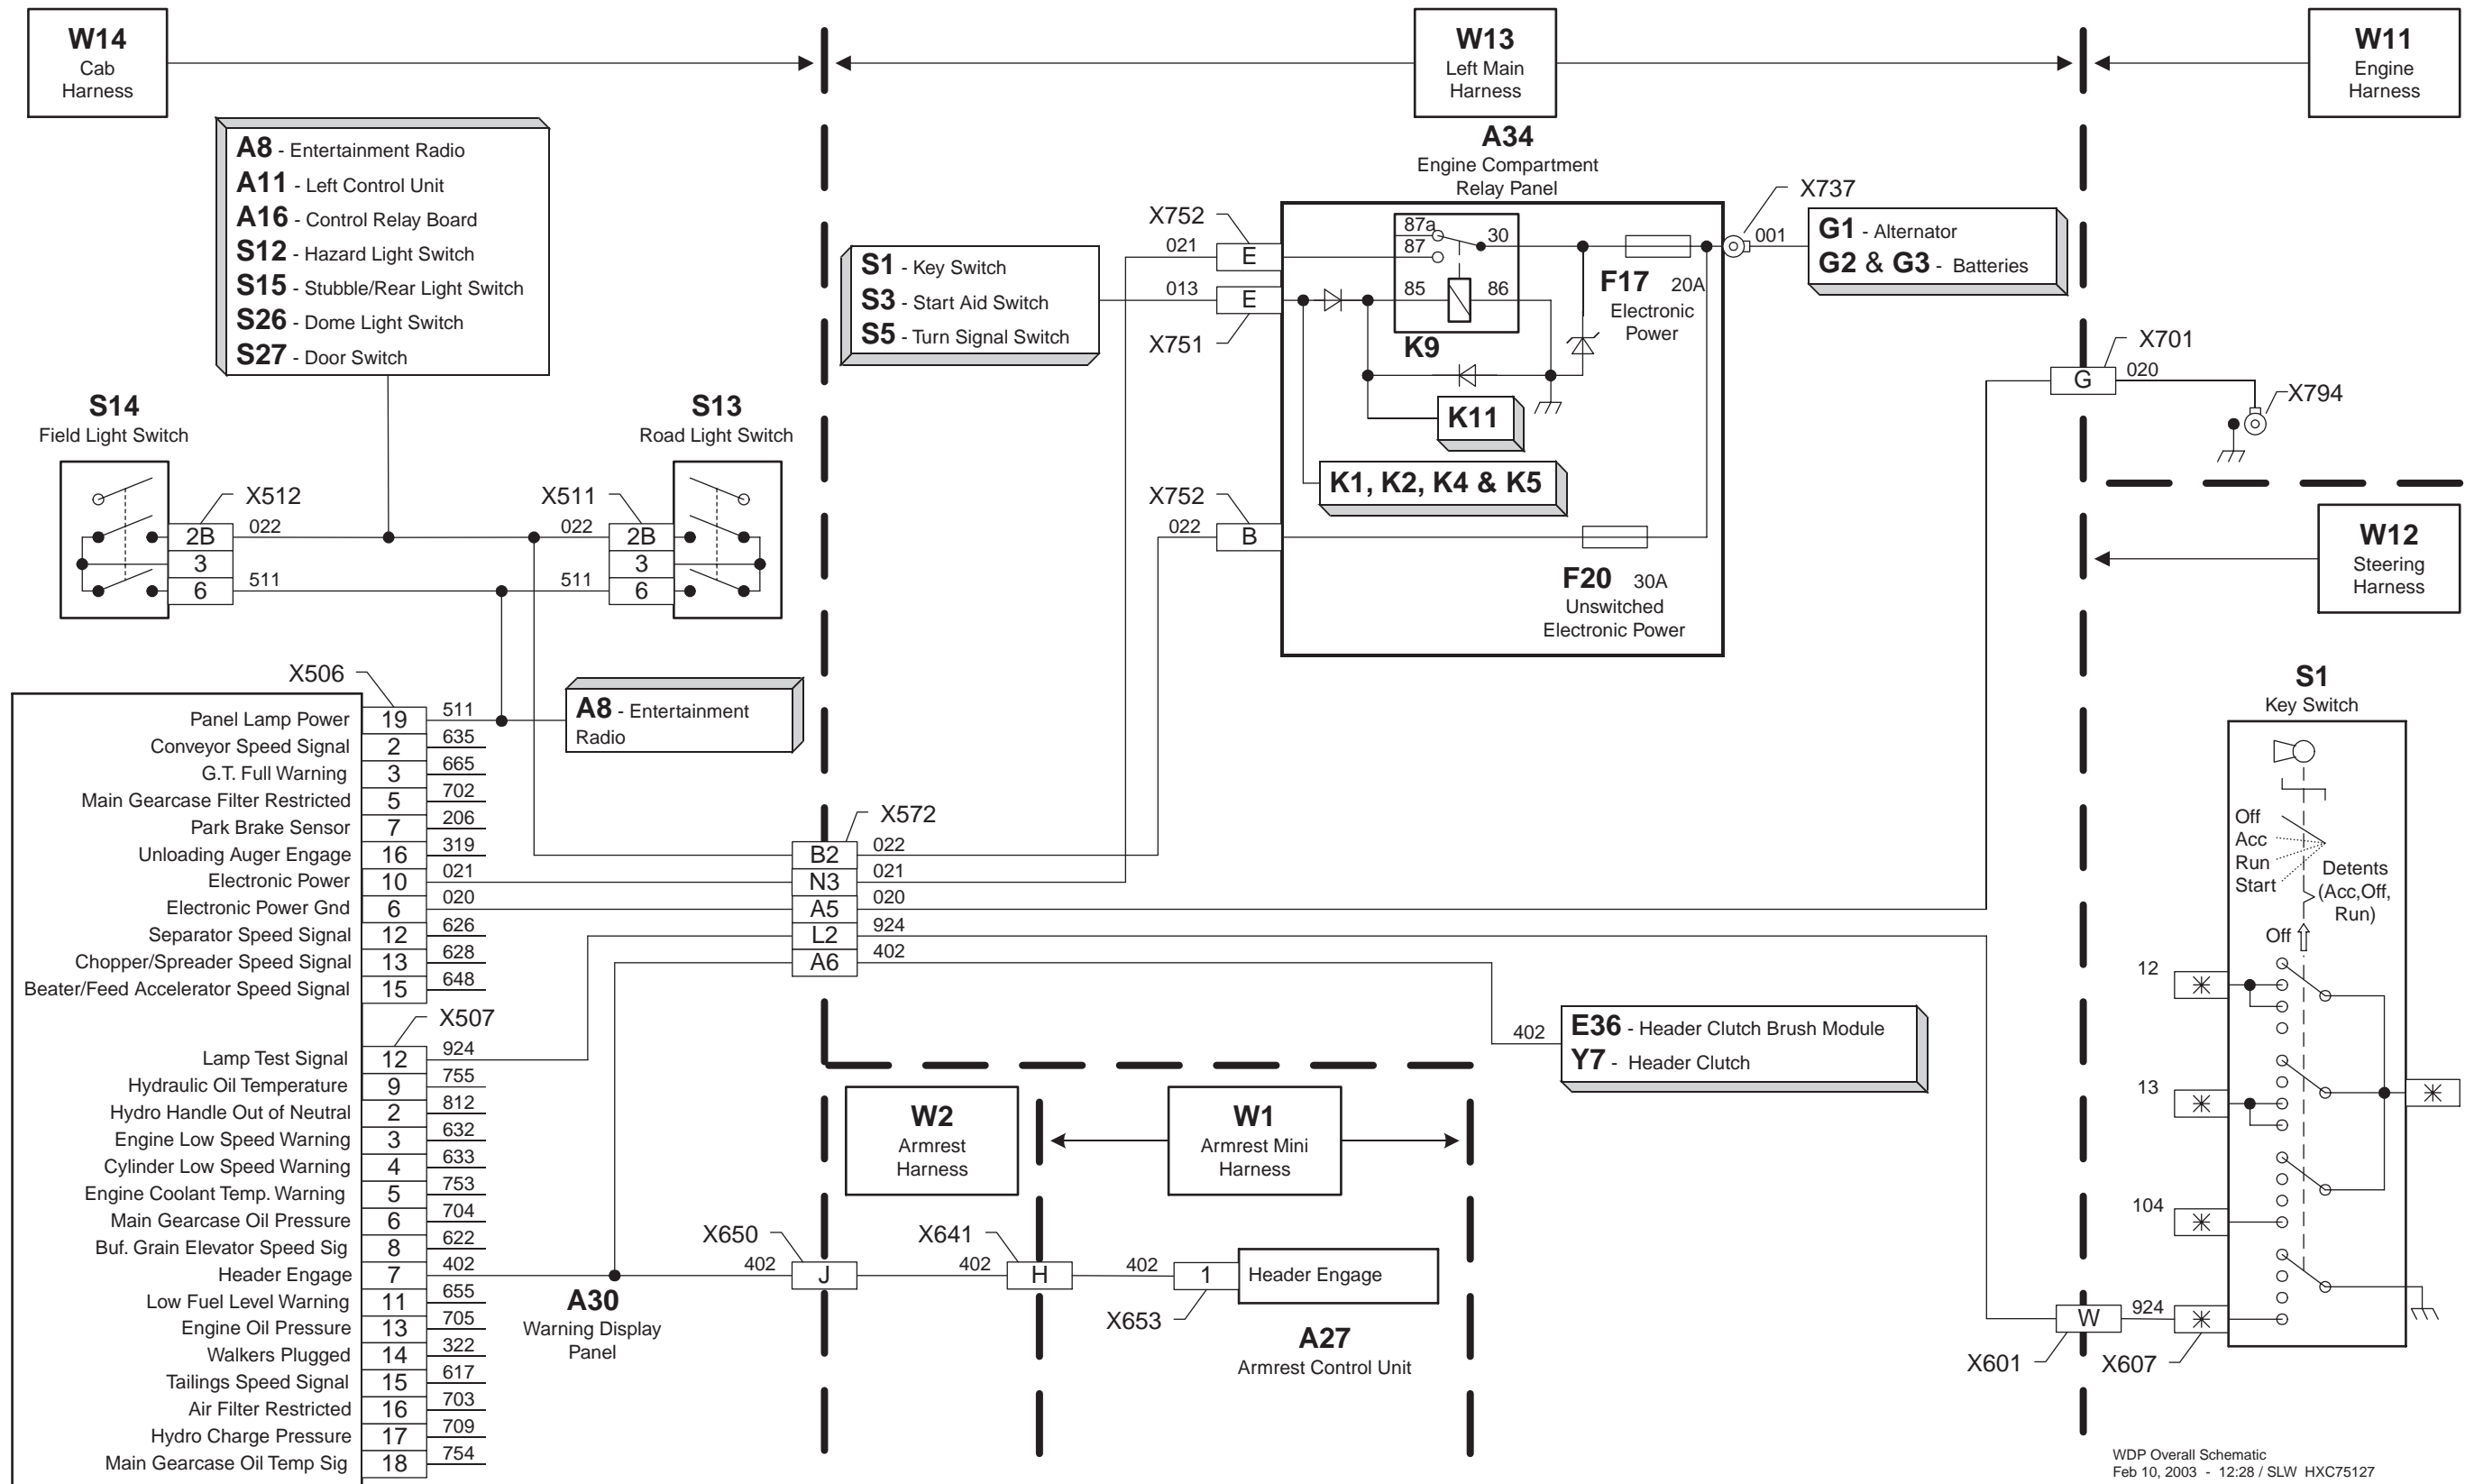 W14
Cab
Harness
W13
Left Main
Harness
W11
Engine
Harness
A8 - Entertainment Radio
A11 - Left Control Unit
A16 - Control Relay Board
S12 - Hazard Light Switch
S15 - Stubble/Rear Light Switch
S26 - Dome Light Switch
S27 - Door Switch
A34
Engine Compartment
Relay Panel
X752
021
E
013
E
X751
S1 - Key Switch
S3 - Start Aid Switch
S5 - Turn Signal Switch
87a
87
30
85
86
K9
F17 20A
Electronic
Power
X737
001
G1 - Alternator
G2 & G3 - Batteries
K11
K1, K2, K4 & K5
X752
022
B
F20 30A
Unswitched
Electronic Power
X701
G
020
X794
W12
Steering
Harness
S14
Field Light Switch
S13
Road Light Switch
X512
X511
2B
022
022
2B
3
3
6
511
511
6
X506
Panel Lamp Power 19 511
Conveyor Speed Signal 2 635
G.T. Full Warning 3 665
Main Gearcase Filter Restricted 5 702
Park Brake Sensor 7 206
Unloading Auger Engage 16 319
Electronic Power 10 021
Electronic Power Gnd 6 020
Separator Speed Signal 12 626
Chopper/Spreader Speed Signal 13 628
Beater/Feed Accelerator Speed Signal 15 648
A8 - Entertainment
Radio
X572
B2 022
N3 021
A5 020
L2 924
A6 402
X507
Lamp Test Signal 12 924
Hydraulic Oil Temperature 9 755
Hydro Handle Out of Neutral 2 812
Engine Low Speed Warning 3 632
Cylinder Low Speed Warning 4 633
Engine Coolant Temp. Warning 5 753
Main Gearcase Oil Pressure 6 704
Buf. Grain Elevator Speed Sig 8 622
Header Engage 7 402
Low Fuel Level Warning 11 655
Engine Oil Pressure 13 705
Walkers Plugged 14 322
Tailings Speed Signal 15 617
Air Filter Restricted 16 703
Hydro Charge Pressure 17 709
Main Gearcase Oil Temp Sig 18 754
A30
Warning Display
Panel
402
E36 - Header Clutch Brush Module
Y7 - Header Clutch
W2
Armrest
Harness
W1
Armrest Mini
Harness
X650
402
J
X641
402
H
402
1
Header Engage
X653
A27
Armrest Control Unit
S1
Key Switch
Off
Acc
Run
Start
Detents
(Acc,Off,
Run)
Off
12
13
104
W
924
X601
X607
WDP Overall Schematic
Feb 10, 2003 - 12:28 / SLW HXC75127